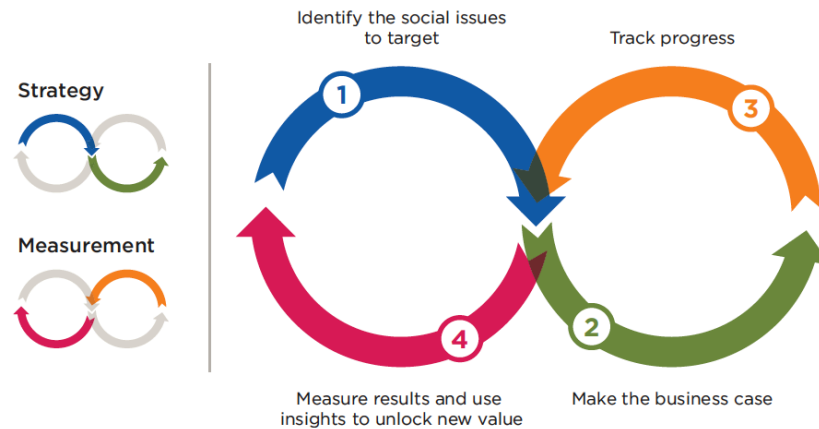 Strategy
Measurement
Identify the social issues
to target
1
Track progress
3
4
Measure results and use
insights to unlock new value
2
Make the business case